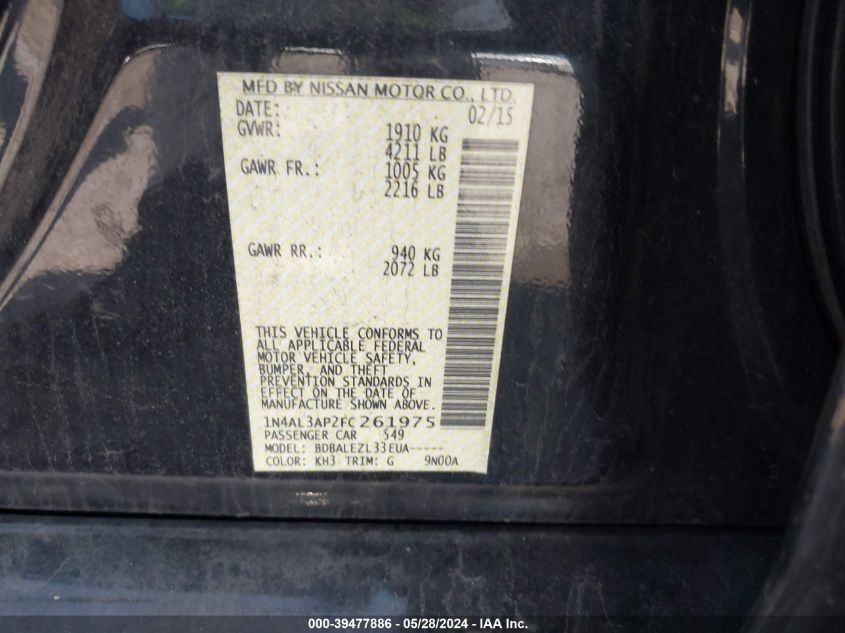 MFD BY NISSAN MOTOR CO., LTD.
DATE: 02/15
GVWR: 1910 KG
4211 LB
GAWR FR.: 1005 KG
2216 LB
GAWR RR.: 940 KG
2072 LB
THIS VEHICLE CONFORMS TO
ALL APPLICABLE FEDERAL
MOTOR VEHICLE SAFETY,
BUMPER, AND THEFT
PREVENTION STANDARDS IN
EFFECT ON THE DATE OF
MANUFACTURE SHOWN ABOVE.
1N4AL3AP2FC261975
PASSENGER CAR 549
MODEL: BDBALEZL33EUA-----
COLOR: KH3 TRIM: G 9N00A
000-39477886 - 05/28/2024 - IAA, Inc.